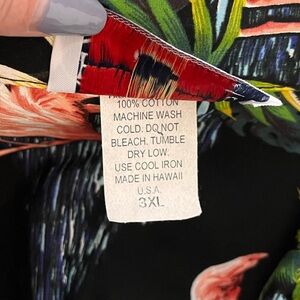 100% COTTON
MACHINE WASH
COLD. DO NOT
BLEACH. TUMBLE
DRY LOW.
USE COOL IRON
MADE IN HAWAII
U.S.A.
3XL